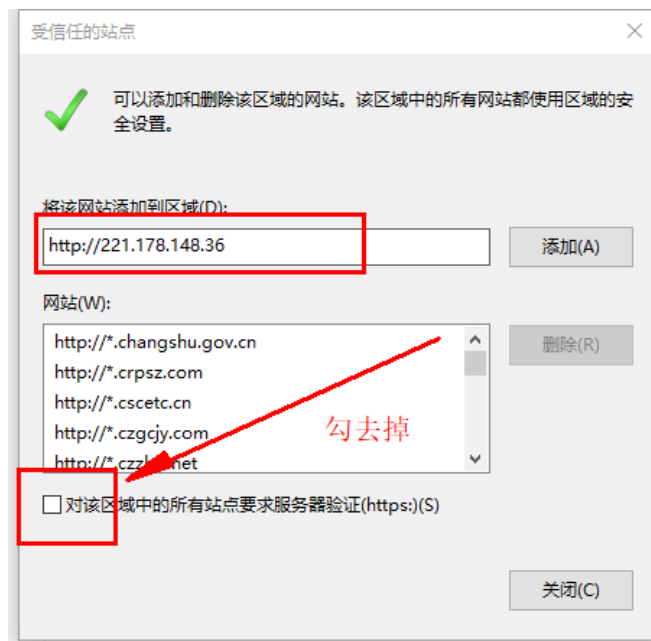 受信任的站点
可以添加和删除该区域的网站。该区域中的所有网站都使用区域的安
全设置。
将该网站添加到区域(D):
http://221.178.148.36
添加(A)
网站(W):
http://*.changshu.gov.cn
删除(R)
http://*.crpsz.com
http://*.cscetc.cn
http://*.czgcjy.com
勾去掉
对该区域中的所有站点要求服务器验证(https:)(S)
关闭(C)